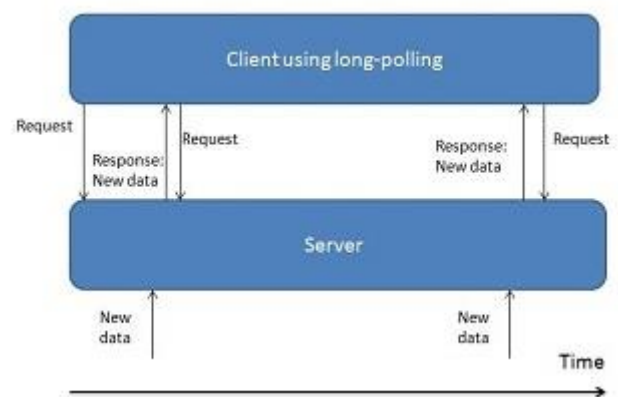 Client using long-polling
Request
Response:
New data
Request
Response:
New data
Request
Server
New
data
New
data
Time